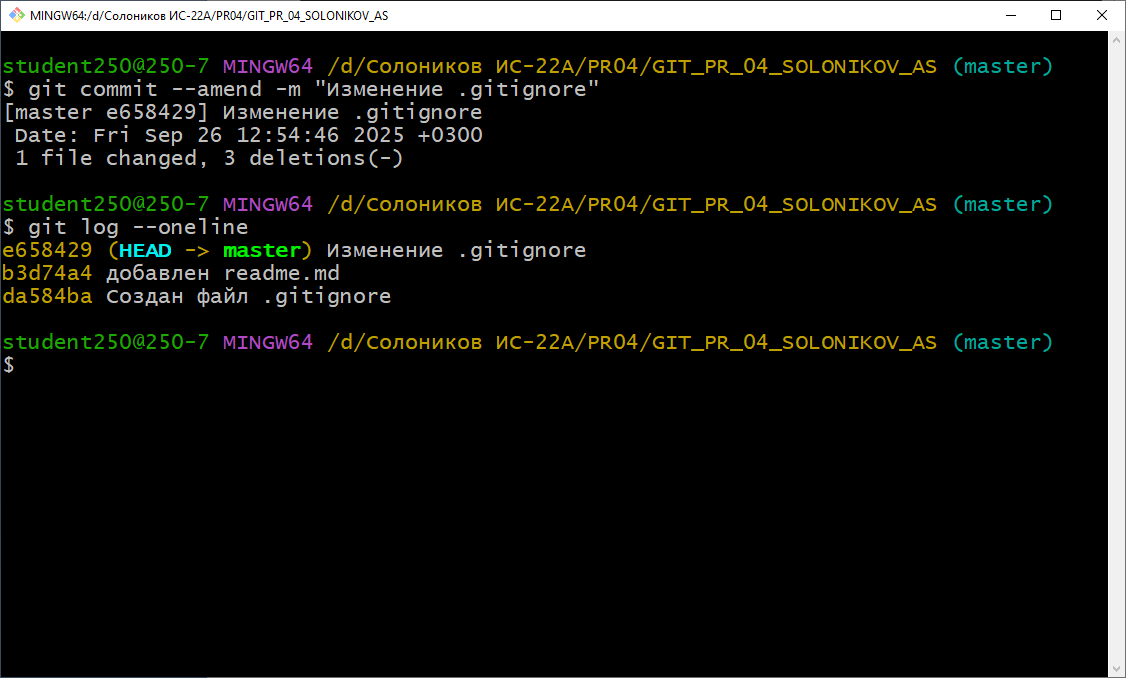 MINGW64:/d/Солоников ИС-22А/PR04/GIT_PR_04_SOLONIKOV_AS
student250@250-7 MINGW64 /d/Солоников ИС-22А/PR04/GIT_PR_04_SOLONIKOV_AS (master)
$ git commit --amend -m "Изменение .gitignore"
[master e658429] Изменение .gitignore
 Date: Fri Sep 26 12:54:46 2025 +0300
 1 file changed, 3 deletions(-)
student250@250-7 MINGW64 /d/Солоников ИС-22А/PR04/GIT_PR_04_SOLONIKOV_AS (master)
$ git log --oneline
e658429 (HEAD -> master) Изменение .gitignore
b3d74a4 добавлен readme.md
da584ba Создан файл .gitignore
student250@250-7 MINGW64 /d/Солоников ИС-22А/PR04/GIT_PR_04_SOLONIKOV_AS (master)
$